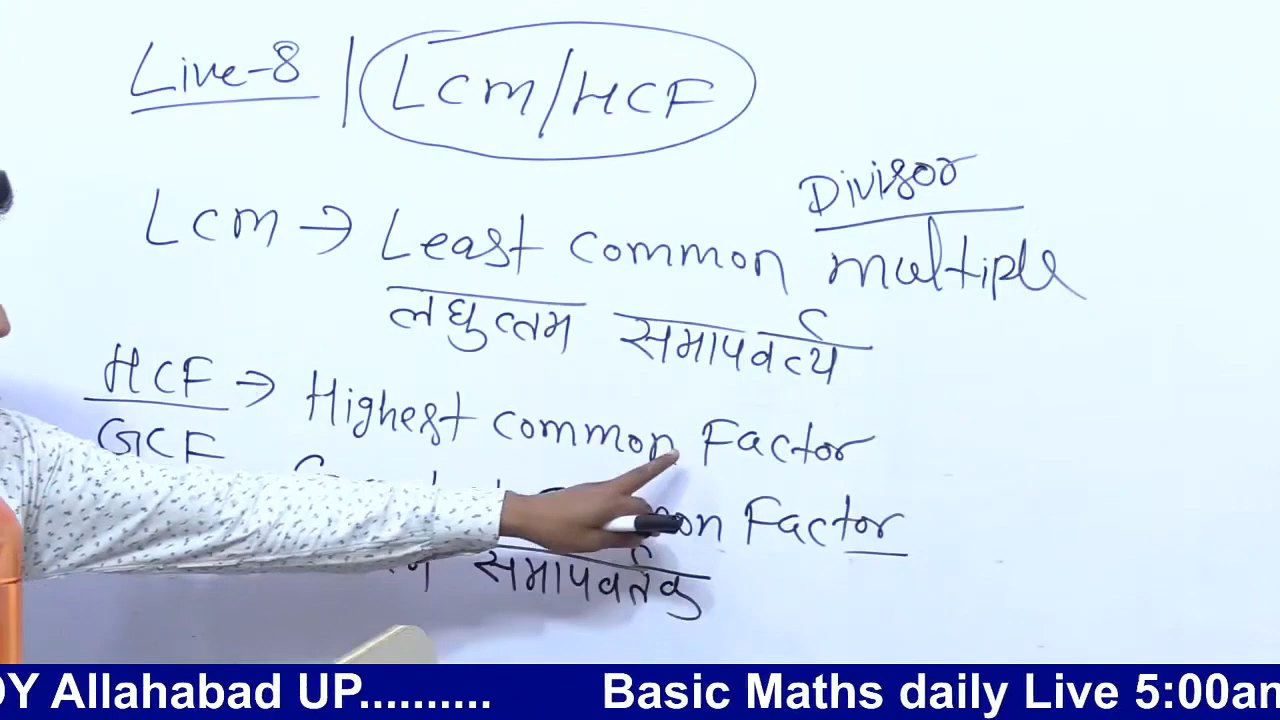 Live-8 | LCM/HCF
Divisor
LCM → Least common multiple
लघुत्तम समापवर्त्य
HCF → Highest common Factor
GCF Factor
समापवर्तक
DY Allahabad UP.......... Basic Maths daily Live 5:00am